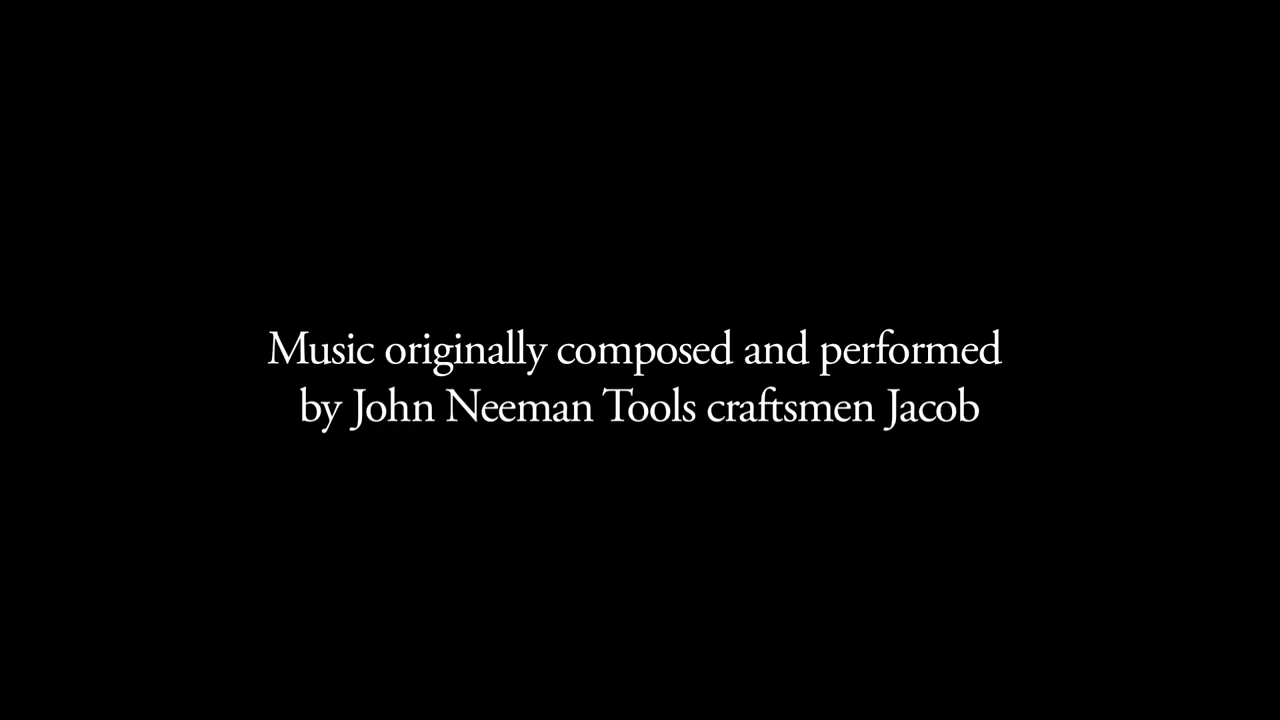 Music originally composed and performed
by John Neeman Tools craftsmen Jacob